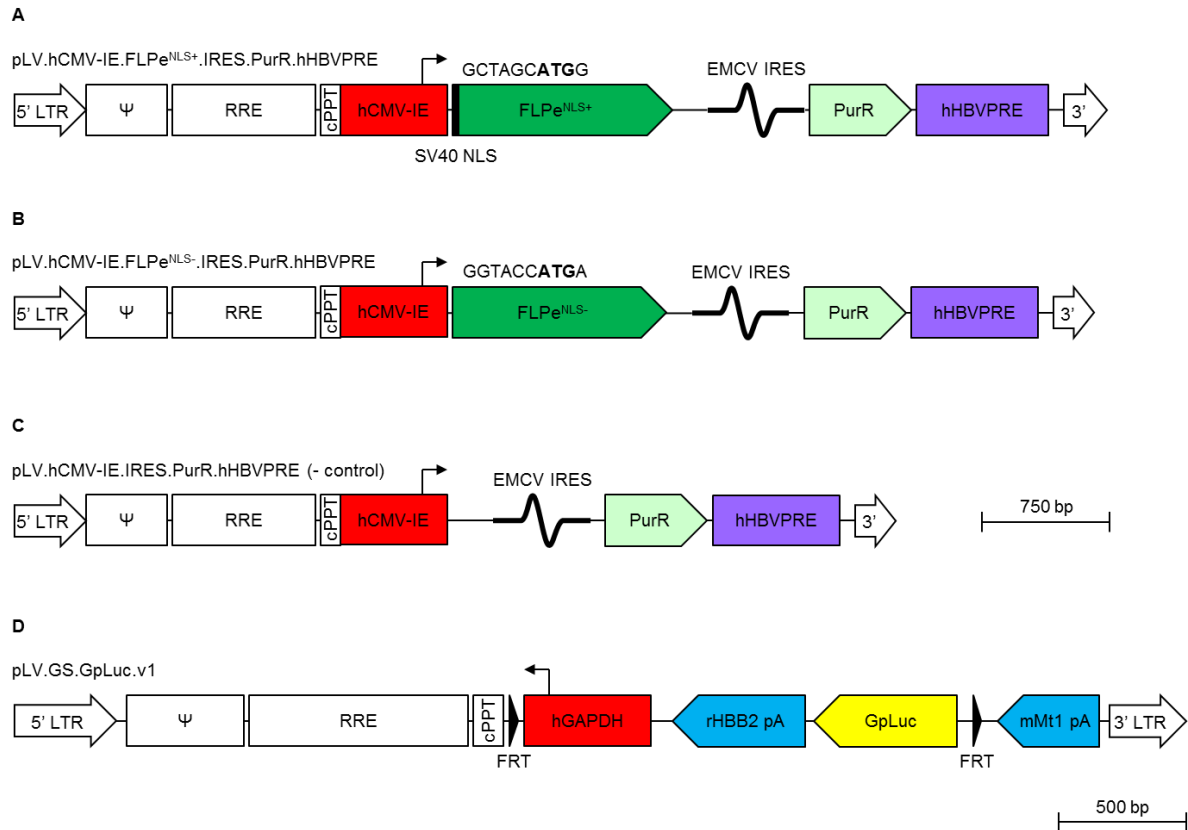 A
pLV.hCMV-IE.FLPeNLS+.IRES.PurR.hHBVPRE
GCTAGCATGG
EMCV IRES
5’ LTR
Ψ
RRE
cPPT
hCMV-IE
FLPeNLS+
PurR
hHBVPRE
3’
SV40 NLS
B
pLV.hCMV-IE.FLPeNLS-.IRES.PurR.hHBVPRE
GGTACCATGA
EMCV IRES
5’ LTR
Ψ
RRE
cPPT
hCMV-IE
FLPeNLS-
PurR
hHBVPRE
3’
C
pLV.hCMV-IE.IRES.PurR.hHBVPRE (- control)
EMCV IRES
5’ LTR
Ψ
RRE
cPPT
hCMV-IE
PurR
hHBVPRE
3’
750 bp
D
pLV.GS.GpLuc.v1
5’ LTR
Ψ
RRE
cPPT
hGAPDH
rHBB2 pA
GpLuc
mMt1 pA
3’ LTR
FRT
FRT
500 bp